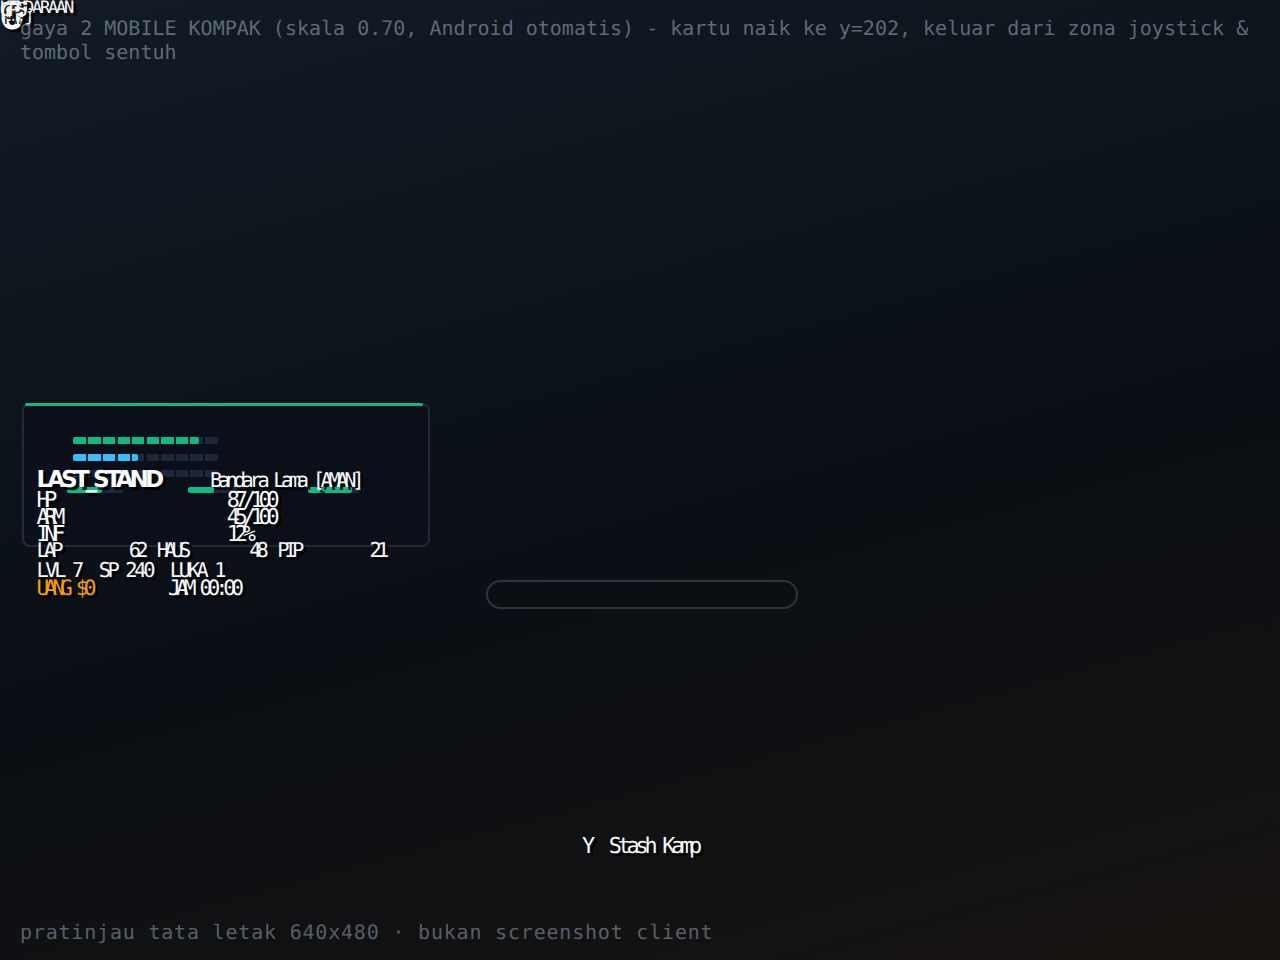 gaya 2 MOBILE KOMPAK (skala 0.70, Android otomatis) - kartu naik ke y=202, keluar dari zona joystick &
tombol sentuh
LAST_STAND Bandara Lama [AMAN]
HP 87/100
ARM 45/100
INF 12%
LAP 62 HAUS 48 PIP 21
LVL 7 SP 240 LUKA 1
UANG $0 JAM 00:00
Y Stash Kamp
pratinjau tata letak 640x480 · bukan screenshot client